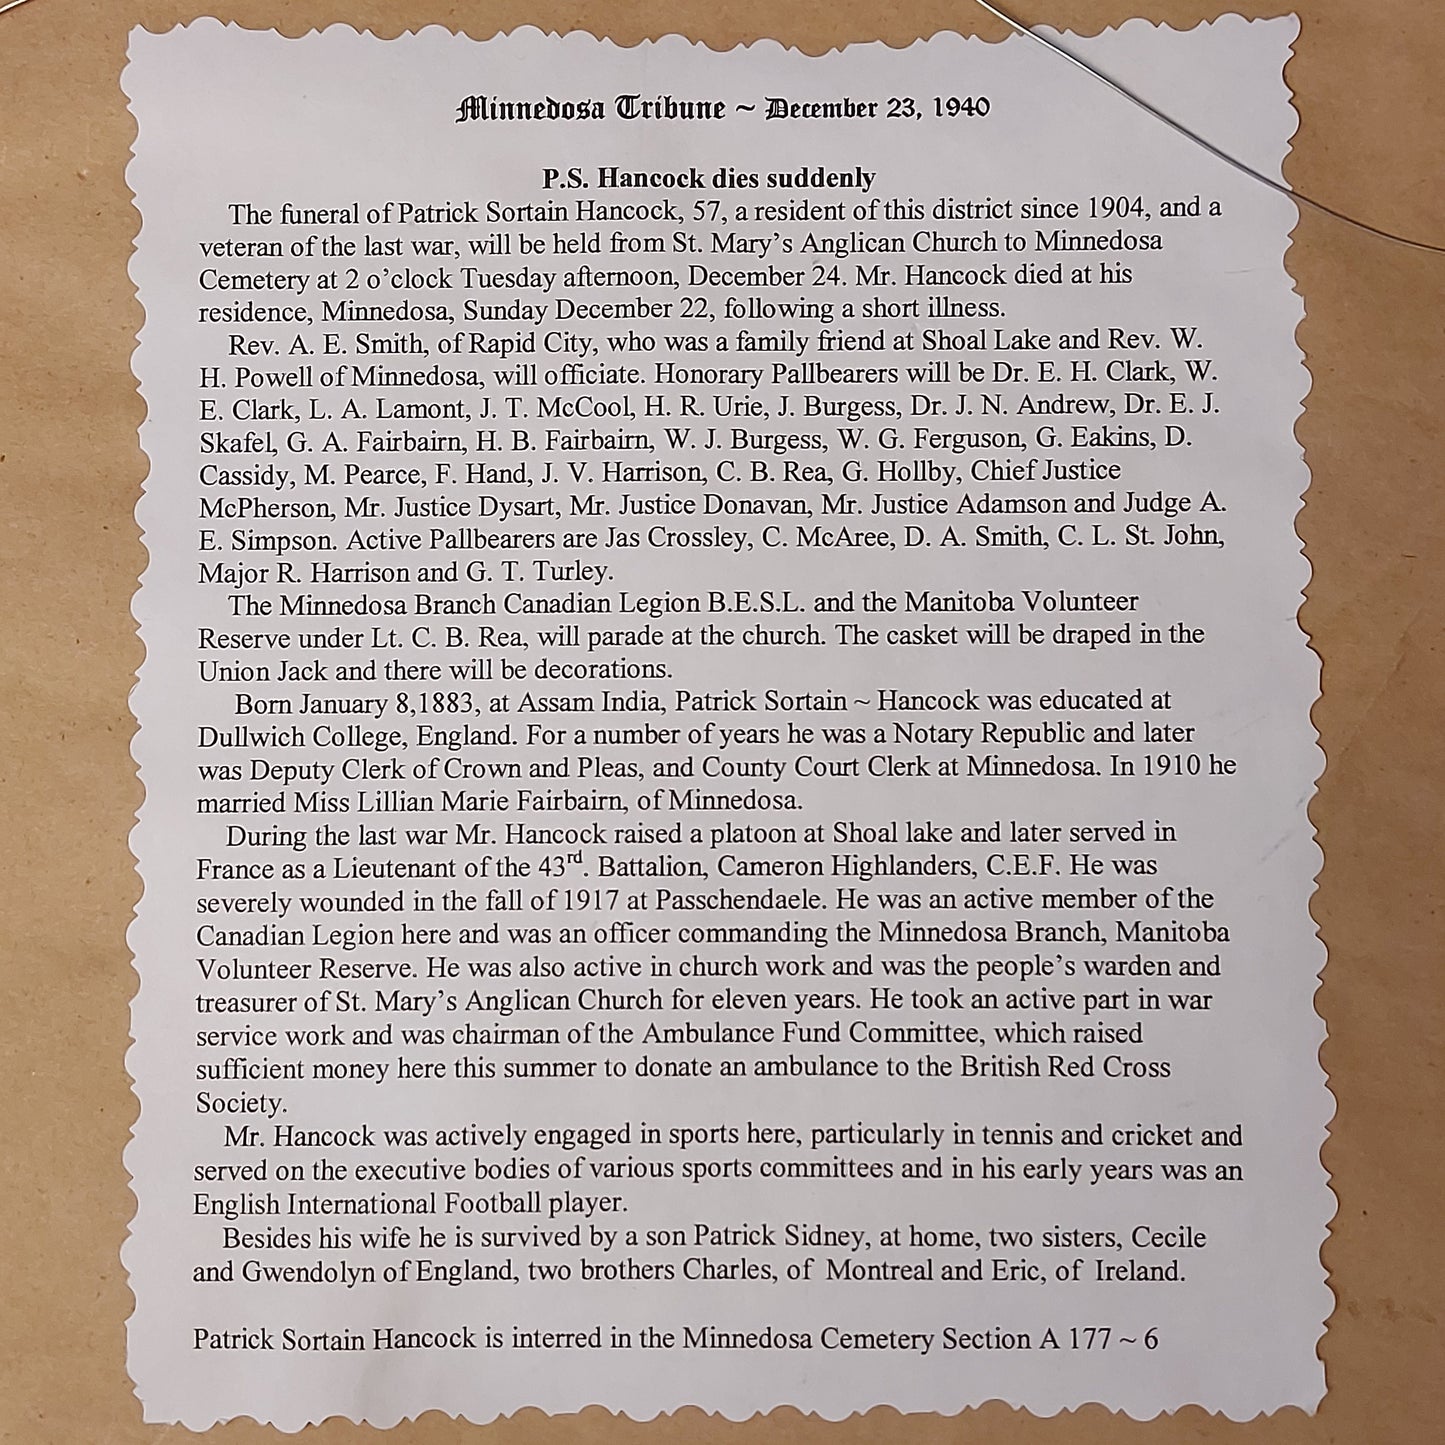 Minnedosa Tribune ~ December 23, 1940
P.S. Hancock dies suddenly
The funeral of Patrick Sortain Hancock, 57, a resident of this district since 1904, and a
veteran of the last war, will be held from St. Mary’s Anglican Church to Minnedosa
Cemetery at 2 o’clock Tuesday afternoon, December 24. Mr. Hancock died at his
residence, Minnedosa, Sunday December 22, following a short illness.
Rev. A. E. Smith, of Rapid City, who was a family friend at Shoal Lake and Rev. W.
H. Powell of Minnedosa, will officiate. Honorary Pallbearers will be Dr. E. H. Clark, W.
E. Clark, L. A. Lamont, J. T. McCool, H. R. Urie, J. Burgess, Dr. J. N. Andrew, Dr. E. J.
Skafel, G. A. Fairbairn, H. B. Fairbairn, W. J. Burgess, W. G. Ferguson, G. Eakins, D.
Cassidy, M. Pearce, F. Hand, J. V. Harrison, C. B. Rea, G. Hollby, Chief Justice
McPherson, Mr. Justice Dysart, Mr. Justice Donavan, Mr. Justice Adamson and Judge A.
E. Simpson. Active Pallbearers are Jas Crossley, C. McAree, D. A. Smith, C. L. St. John,
Major R. Harrison and G. T. Turley.
The Minnedosa Branch Canadian Legion B.E.S.L. and the Manitoba Volunteer
Reserve under Lt. C. B. Rea, will parade at the church. The casket will be draped in the
Union Jack and there will be decorations.
Born January 8,1883, at Assam India, Patrick Sortain ~ Hancock was educated at
Dullwich College, England. For a number of years he was a Notary Republic and later
was Deputy Clerk of Crown and Pleas, and County Court Clerk at Minnedosa. In 1910 he
married Miss Lillian Marie Fairbairn, of Minnedosa.
During the last war Mr. Hancock raised a platoon at Shoal lake and later served in
France as a Lieutenant of the 43rd. Battalion, Cameron Highlanders, C.E.F. He was
severely wounded in the fall of 1917 at Passchendaele. He was an active member of the
Canadian Legion here and was an officer commanding the Minnedosa Branch, Manitoba
Volunteer Reserve. He was also active in church work and was the people’s warden and
treasurer of St. Mary’s Anglican Church for eleven years. He took an active part in war
service work and was chairman of the Ambulance Fund Committee, which raised
sufficient money here this summer to donate an ambulance to the British Red Cross
Society.
Mr. Hancock was actively engaged in sports here, particularly in tennis and cricket and
served on the executive bodies of various sports committees and in his early years was an
English International Football player.
Besides his wife he is survived by a son Patrick Sidney, at home, two sisters, Cecile
and Gwendolyn of England, two brothers Charles, of Montreal and Eric, of Ireland.
Patrick Sortain Hancock is interred in the Minnedosa Cemetery Section A 177 ~ 6